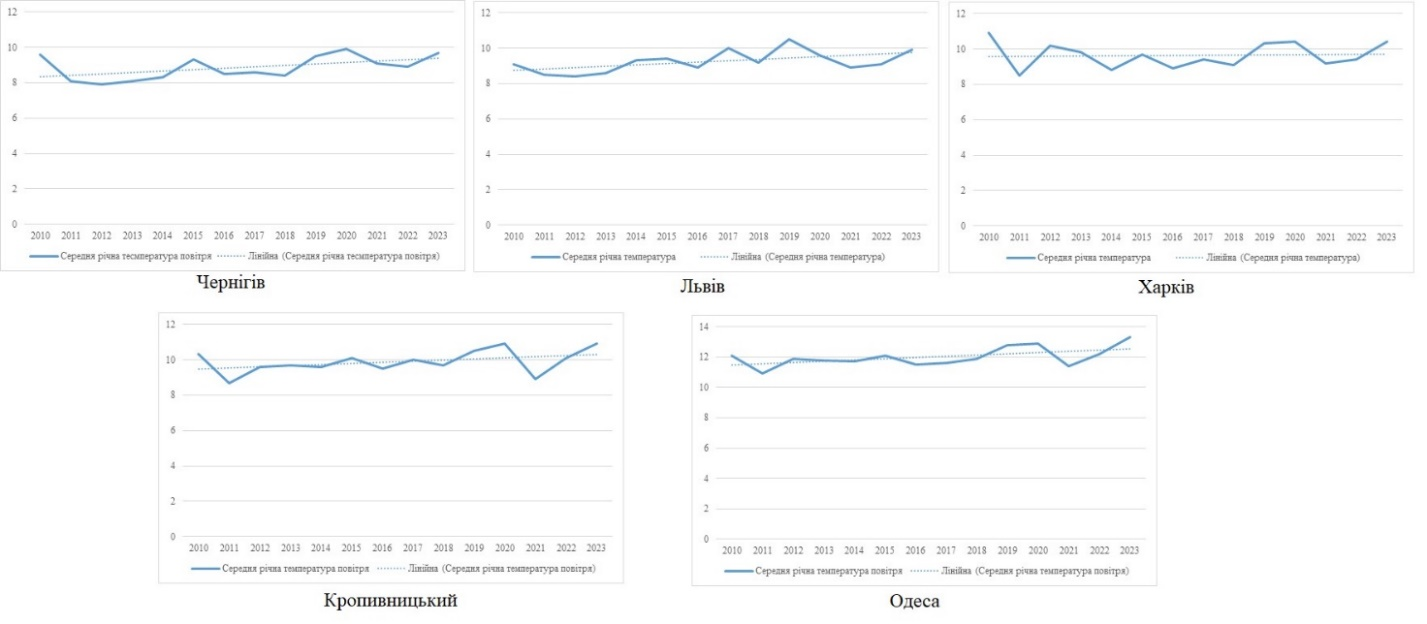 12
10
8
6
4
2
0
2010 2011 2012 2013 2014 2015 2016 2017 2018 2019 2020 2021 2022 2023
Середня річна тесмпература повітря Лінійна (Середня річна тесмпература повітря)
Чернігів
12
10
8
6
4
2
0
2010 2011 2012 2013 2014 2015 2016 2017 2018 2019 2020 2021 2022 2023
Середня річна температура Лінійна (Середня річна температура)
Львів
12
10
8
6
4
2
0
2010 2011 2012 2013 2014 2015 2016 2017 2018 2019 2020 2021 2022 2023
Середня річна температура Лінійна (Середня річна температура)
Харків
12
10
8
6
4
2
0
2010 2011 2012 2013 2014 2015 2016 2017 2018 2019 2020 2021 2022 2023
Середня річна температура повітря Лінійна (Середня річна температура повітря)
Кропивницький
14
12
10
8
6
4
2
0
2010 2011 2012 2013 2014 2015 2016 2017 2018 2019 2020 2021 2022 2023
Середня річна температура повітря Лінійна (Середня річна температура повітря)
Одеса